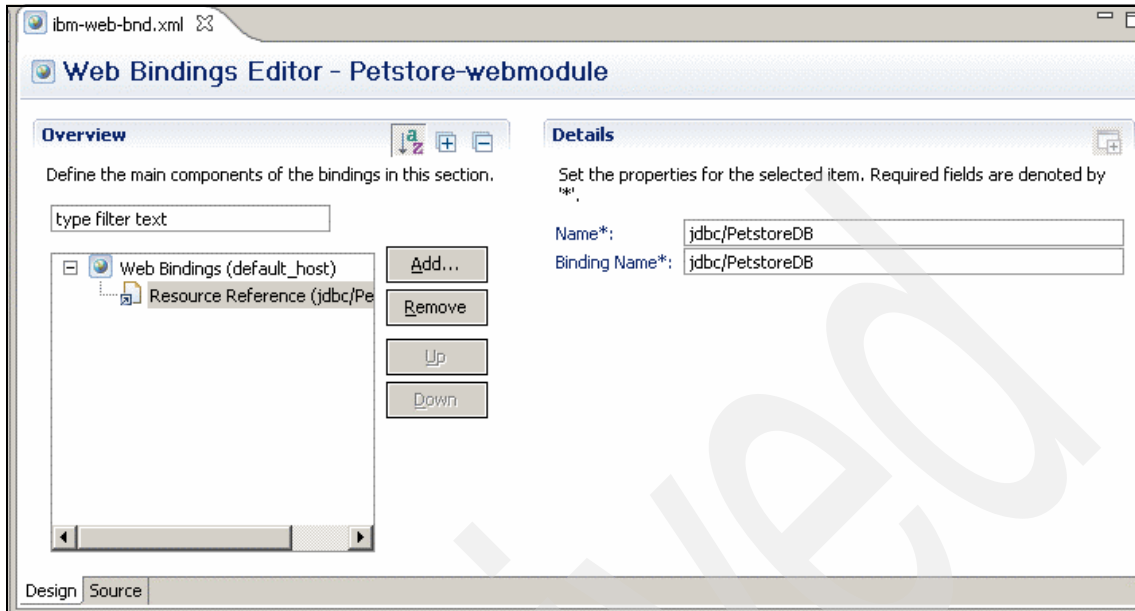 ibm-web-bnd.xml
Web Bindings Editor - Petstore-webmodule
Overview
Define the main components of the bindings in this section.
type filter text
Web Bindings (default_host)
Resource Reference (jdbc/Pe
Add...
Remove
Up
Down
Details
Set the properties for the selected item. Required fields are denoted by
'*'.
Name*: jdbc/PetstoreDB
Binding Name*: jdbc/PetstoreDB
Design Source